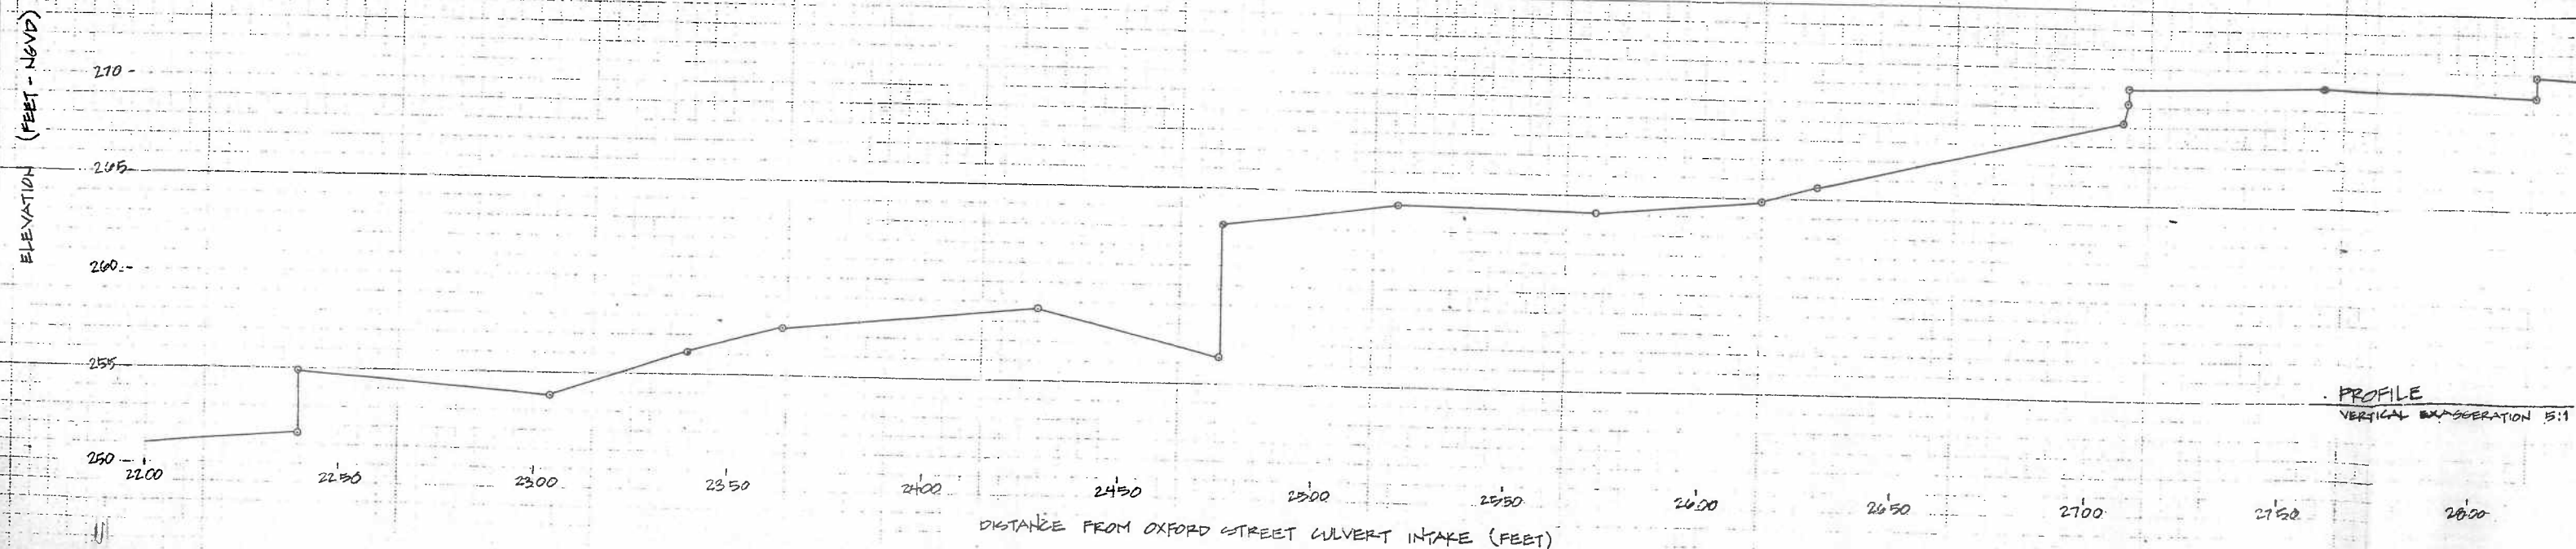 ELEVATION (FEET - NGVD)
270
265
260
255
250
2200 2250 2300 2350 2400 2450 2500 2550 2600 2650 2700 2750 2800
DISTANCE FROM OXFORD STREET CULVERT INTAKE (FEET)
PROFILE
VERTICAL EXAGGERATION 5:1